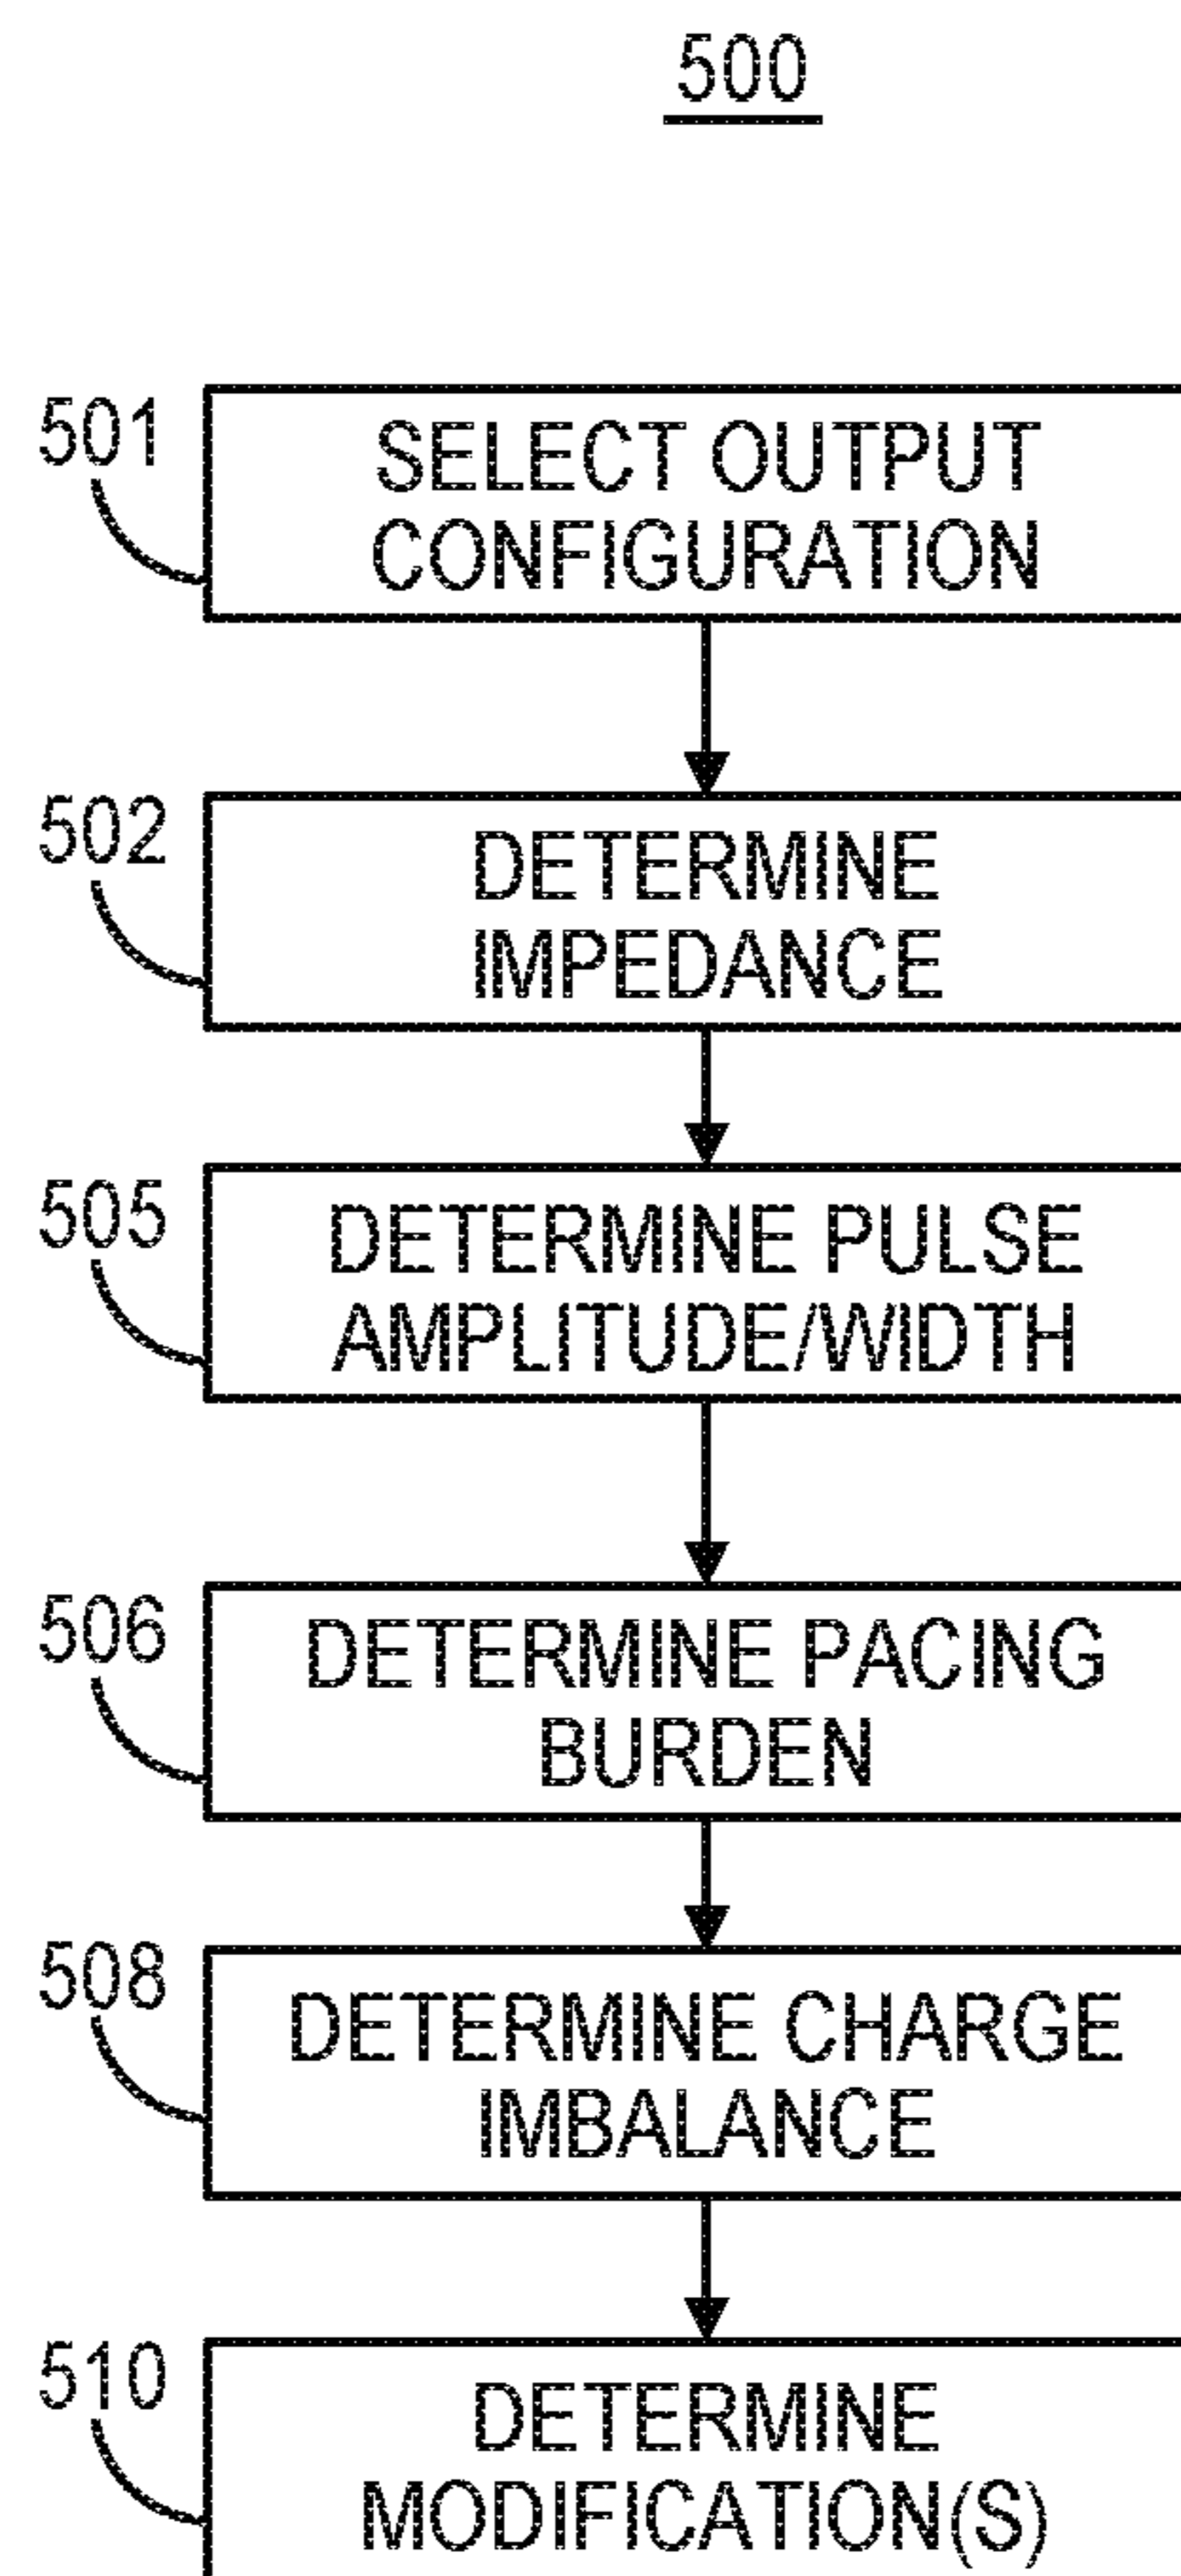 500
501
SELECT OUTPUT
CONFIGURATION
502
DETERMINE
IMPEDANCE
505
DETERMINE PULSE
AMPLITUDE/WIDTH
506
DETERMINE PACING
BURDEN
508
DETERMINE CHARGE
IMBALANCE
510
DETERMINE
MODIFICATION(S)